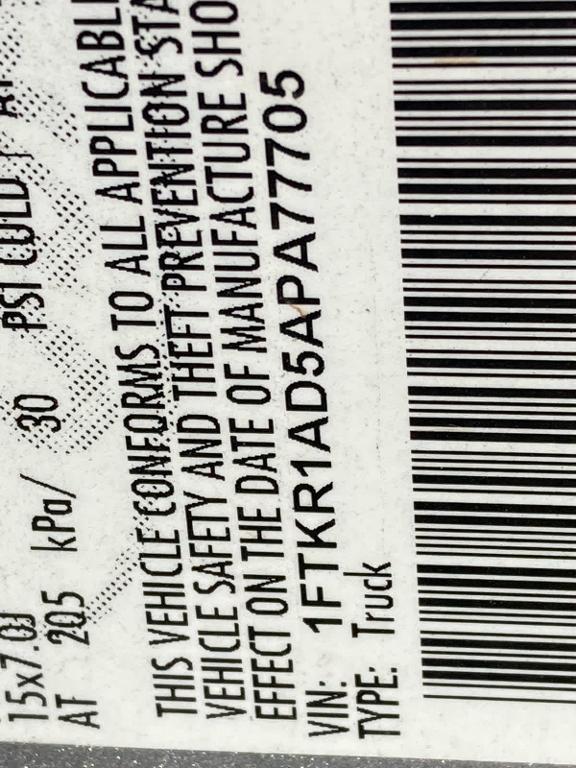 15x7.0J
AT 205 kPa/ 30 PSI COLD AT
THIS VEHICLE CONFORMS TO ALL APPLICABL
VEHICLE SAFETY AND THEFT PREVENTION STA
EFFECT ON THE DATE OF MANUFACTURE SHO
VIN: 1FTKR1AD5APA77705
TYPE: Truck